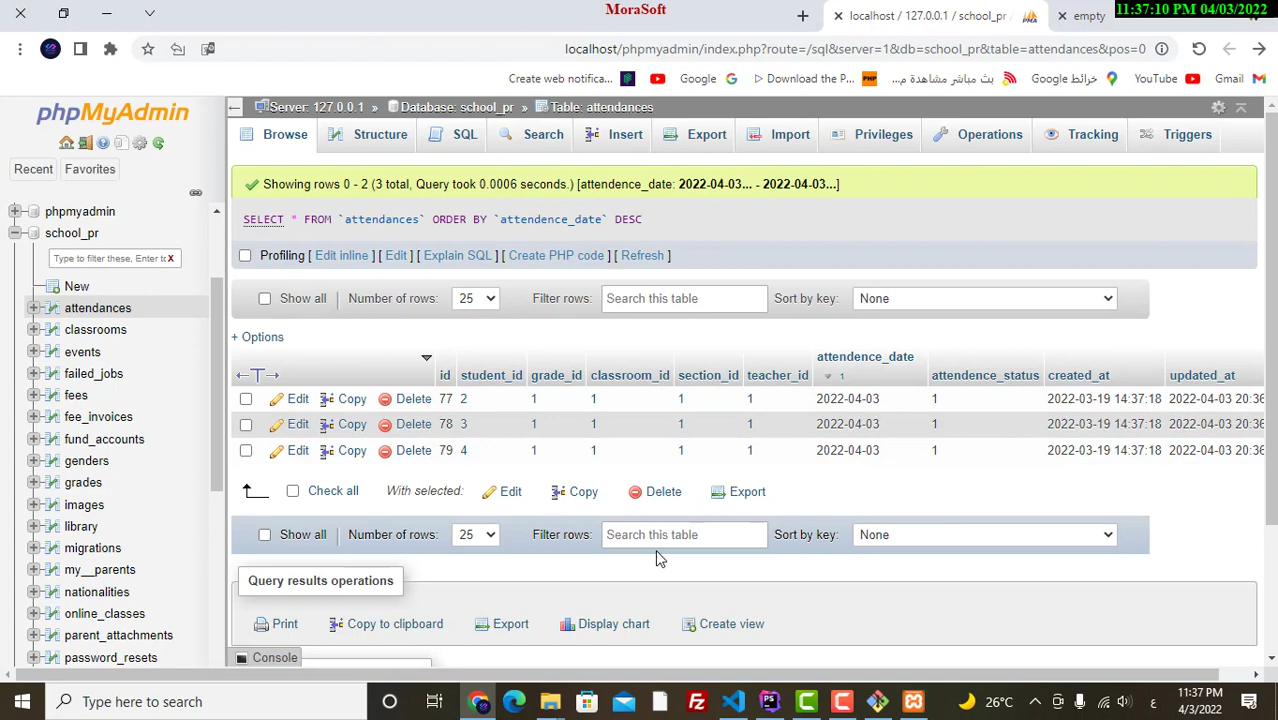 MoraSoft
11:37:10 PM 04/03/2022
localhost / 127.0.0.1 / school_pr
empty
localhost/phpmyadmin/index.php?route=/sql&server=1&db=school_pr&table=attendances&pos=0
Create web notifica...
Google
Download the P...
بث مباشر مشاهدة م...
خرائط Google
YouTube
Gmail
phpMyAdmin
Recent
Favorites
phpmyadmin
school_pr
Type to filter these, Enter to
X
New
attendances
classrooms
events
failed_jobs
fees
fee_invoices
fund_accounts
genders
grades
images
library
migrations
my__parents
nationalities
online_classes
parent_attachments
password_resets
Server: 127.0.0.1 » Database: school_pr » Table: attendances
Browse Structure SQL Search Insert Export Import Privileges Operations Tracking Triggers
Showing rows 0 - 2 (3 total, Query took 0.0006 seconds.) [attendence_date: 2022-04-03... - 2022-04-03...]
SELECT * FROM `attendances` ORDER BY `attendence_date` DESC
Profiling [ Edit inline ] [ Edit ] [ Explain SQL ] [ Create PHP code ] [ Refresh ]
Show all Number of rows: 25 Filter rows: Search this table Sort by key: None
+ Options
id student_id grade_id classroom_id section_id teacher_id attendence_date 1 attendence_status created_at updated_at
Edit Copy Delete 77 2 1 1 1 1 2022-04-03 1 2022-03-19 14:37:18 2022-04-03 20:36
Edit Copy Delete 78 3 1 1 1 1 2022-04-03 1 2022-03-19 14:37:18 2022-04-03 20:36
Edit Copy Delete 79 4 1 1 1 1 2022-04-03 1 2022-03-19 14:37:18 2022-04-03 20:36
Check all With selected: Edit Copy Delete Export
Show all Number of rows: 25 Filter rows: Search this table Sort by key: None
Query results operations
Print Copy to clipboard Export Display chart Create view
Console
Type here to search
26°C
ع
11:37 PM
4/3/2022